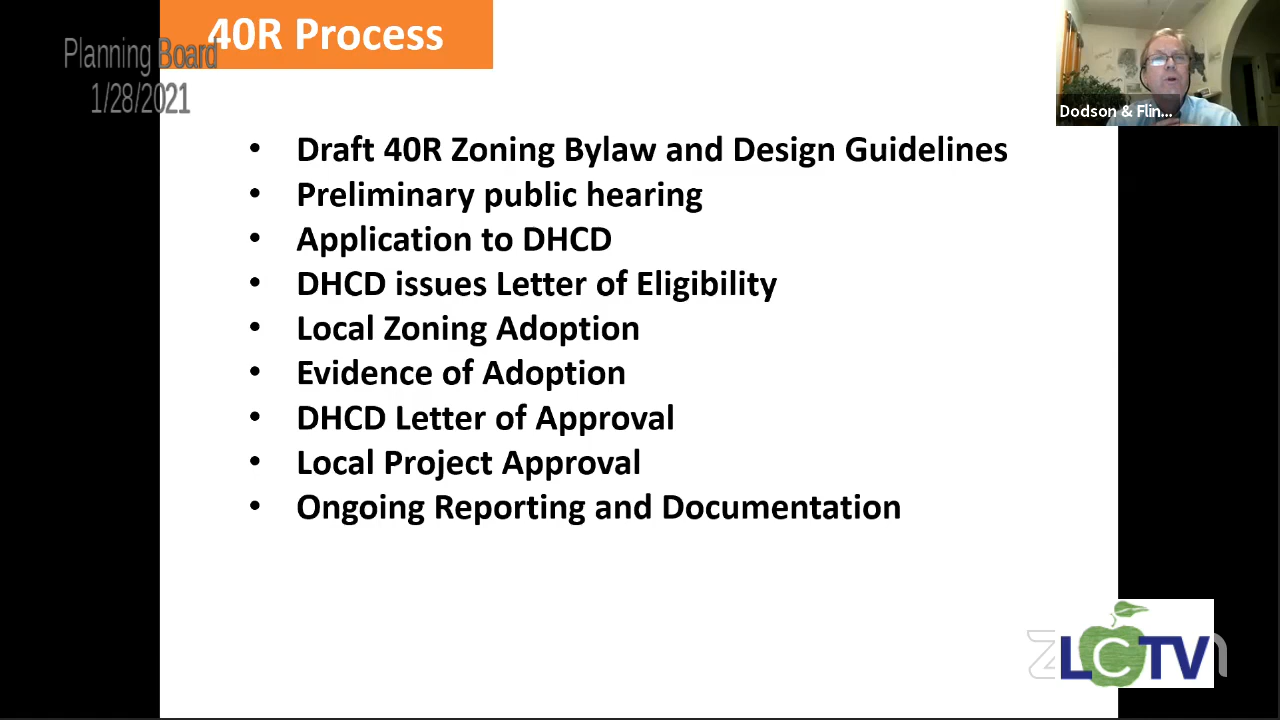 40R Process
Planning Board
1/28/2021
Dodson & Flin...
• Draft 40R Zoning Bylaw and Design Guidelines
• Preliminary public hearing
• Application to DHCD
• DHCD issues Letter of Eligibility
• Local Zoning Adoption
• Evidence of Adoption
• DHCD Letter of Approval
• Local Project Approval
• Ongoing Reporting and Documentation
LCTV